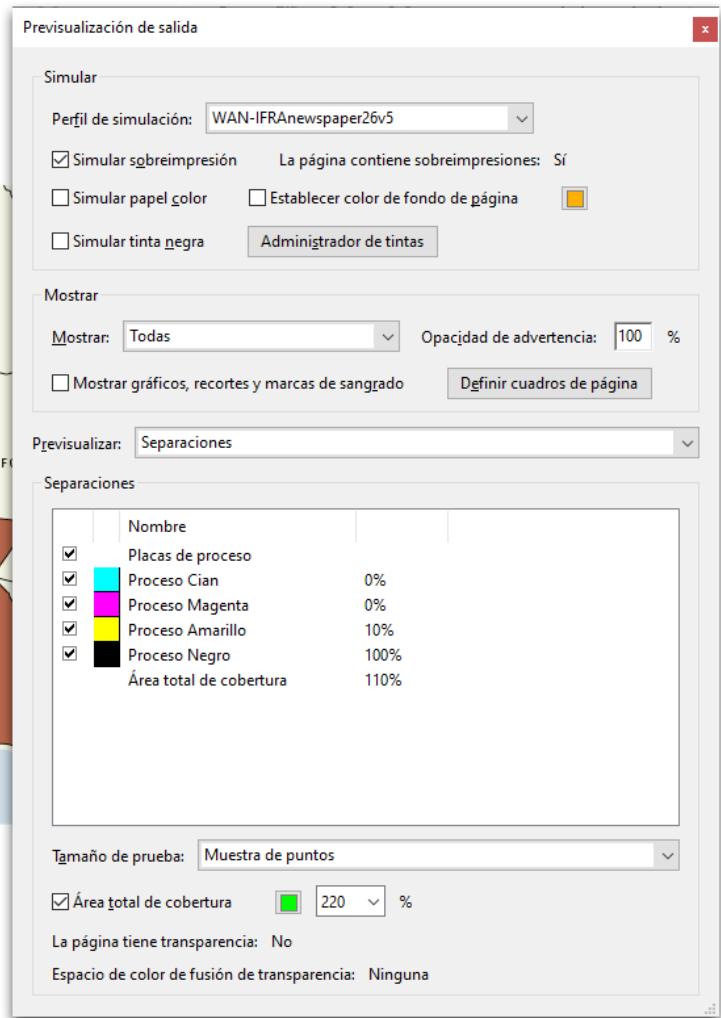 Previsualización de salida
x
Simular
Perfil de simulación: WAN-IFRAnewspaper26v5
Simular sobreimpresión La página contiene sobreimpresiones: Sí
Simular papel color Establecer color de fondo de página
Simular tinta negra Administrador de tintas
Mostrar
Mostrar: Todas Opacidad de advertencia: 100 %
Mostrar gráficos, recortes y marcas de sangrado Definir cuadros de página
Previsualizar: Separaciones
Separaciones
Nombre
Placas de proceso
Proceso Cian 0%
Proceso Magenta 0%
Proceso Amarillo 10%
Proceso Negro 100%
Área total de cobertura 110%
Tamaño de prueba: Muestra de puntos
Área total de cobertura 220 %
La página tiene transparencia: No
Espacio de color de fusión de transparencia: Ninguna